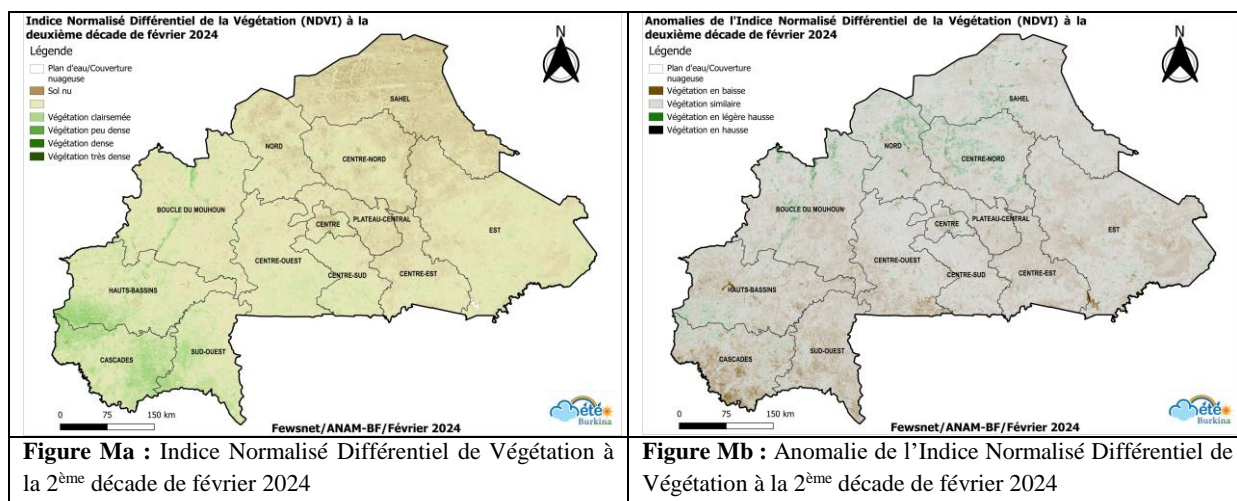 Indice Normalisé Différentiel de la Végétation (NDVI) à la
deuxième décade de février 2024
Légende
Plan d'eau/Couverture
nuageuse
Sol nu
Végétation clairsemée
Végétation peu dense
Végétation dense
Végétation très dense
N
SAHEL
NORD
CENTRE-NORD
BOUCLE DU MOUHOUN
CENTRE
PLATEAU-CENTRAL
EST
CENTRE-OUEST
CENTRE-SUD
CENTRE-EST
HAUTS-BASSINS
CASCADES
SUD-OUEST
0 75 150 km
Fewsnet/ANAM-BF/Février 2024
été
Burkina
Anomalies de l'Indice Normalisé Différentiel de la Végétation (NDVI) à la
deuxième décade de février 2024
Légende
Plan d'eau/Couverture
nuageuse
Végétation en baisse
Végétation similaire
Végétation en légère hausse
Végétation en hausse
N
SAHEL
NORD
CENTRE-NORD
BOUCLE DU MOUHOUN
CENTRE
PLATEAU-CENTRAL
EST
CENTRE-OUEST
CENTRE-SUD
CENTRE-EST
HAUTS-BASSINS
CASCADES
SUD-OUEST
0 75 150 km
Fewsnet/ANAM-BF/Février 2024
été
Burkina
Figure Ma : Indice Normalisé Différentiel de Végétation à
la 2ème décade de février 2024
Figure Mb : Anomalie de l’Indice Normalisé Différentiel de
Végétation à la 2ème décade de février 2024